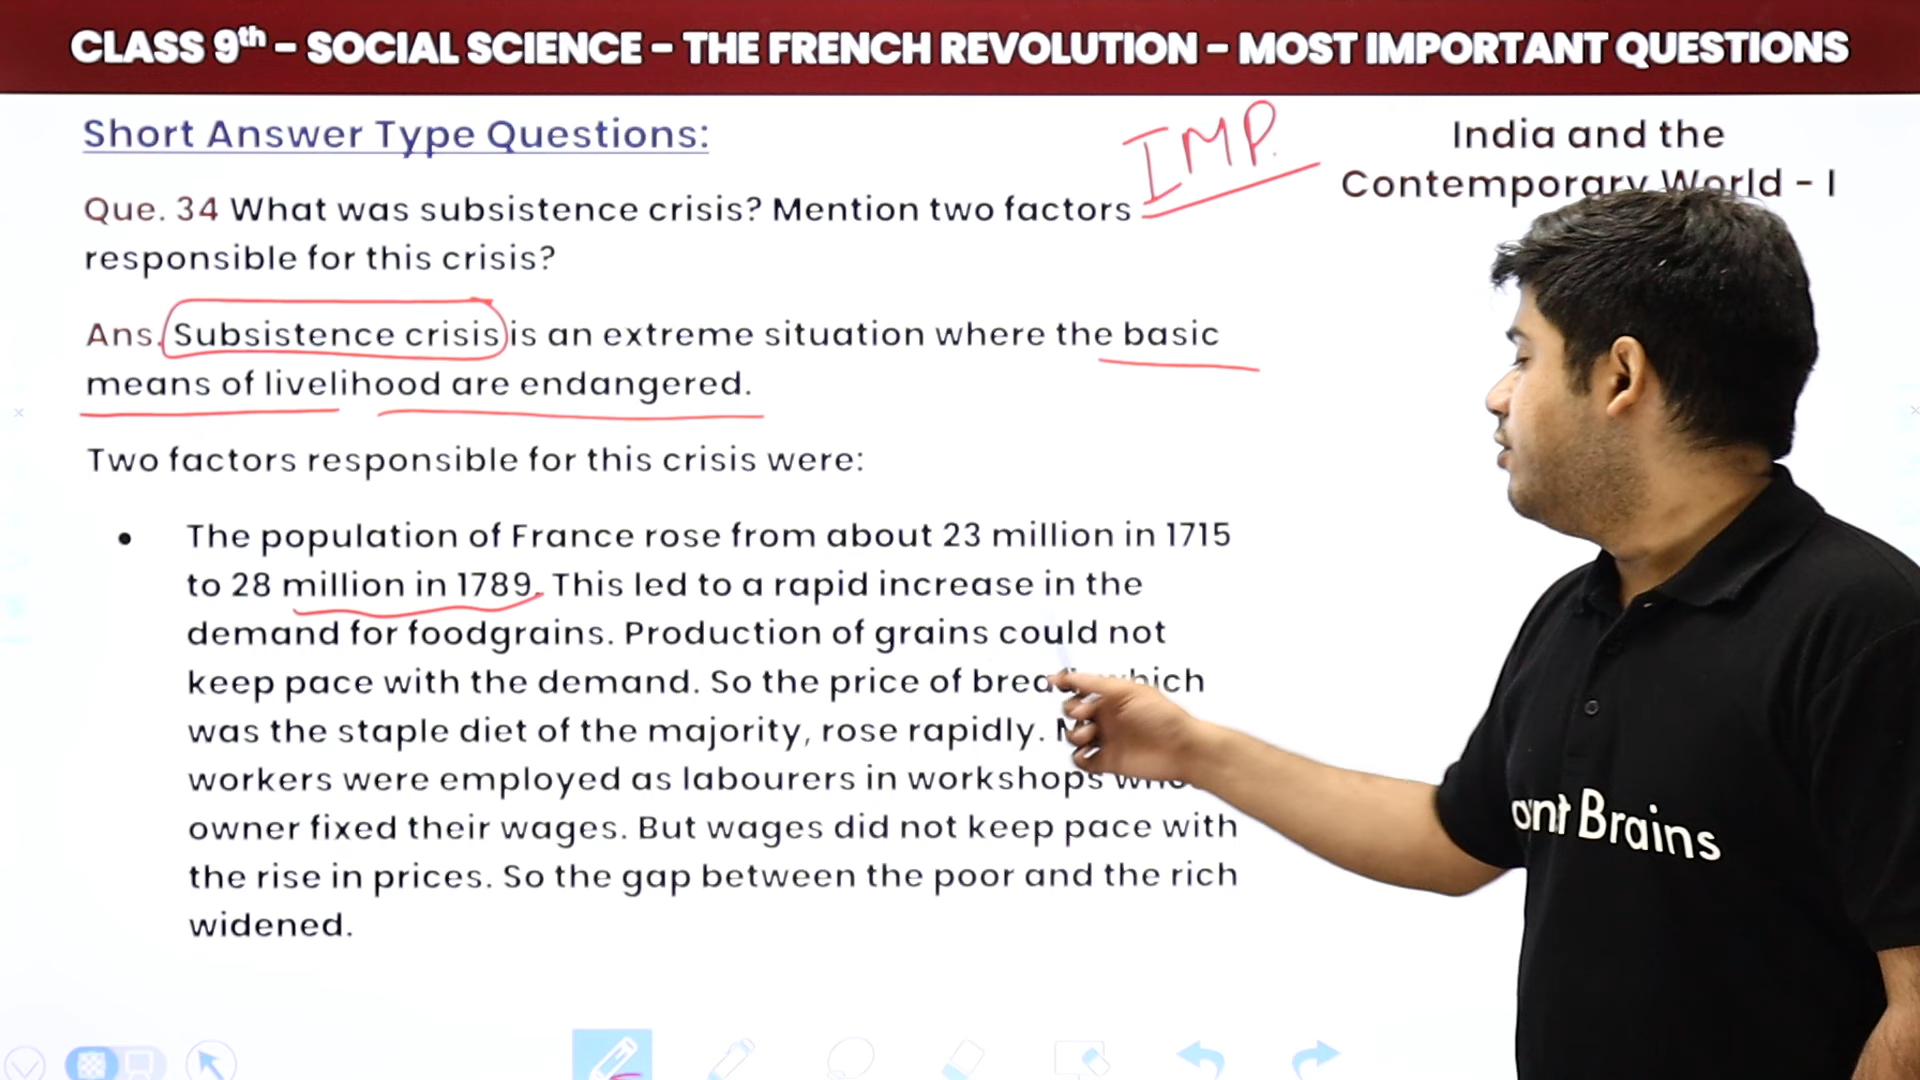 CLASS 9th – SOCIAL SCIENCE – THE FRENCH REVOLUTION – MOST IMPORTANT QUESTIONS
Short Answer Type Questions:
IMP.
India and the
Contemporary World - I
Que. 34 What was subsistence crisis? Mention two factors
responsible for this crisis?
Ans. Subsistence crisis is an extreme situation where the basic
means of livelihood are endangered.
Two factors responsible for this crisis were:
• The population of France rose from about 23 million in 1715
to 28 million in 1789. This led to a rapid increase in the
demand for foodgrains. Production of grains could not
keep pace with the demand. So the price of bread, which
was the staple diet of the majority, rose rapidly.
workers were employed as labourers in workshops
owner fixed their wages. But wages did not keep pace with
the rise in prices. So the gap between the poor and the rich
widened.
Brains